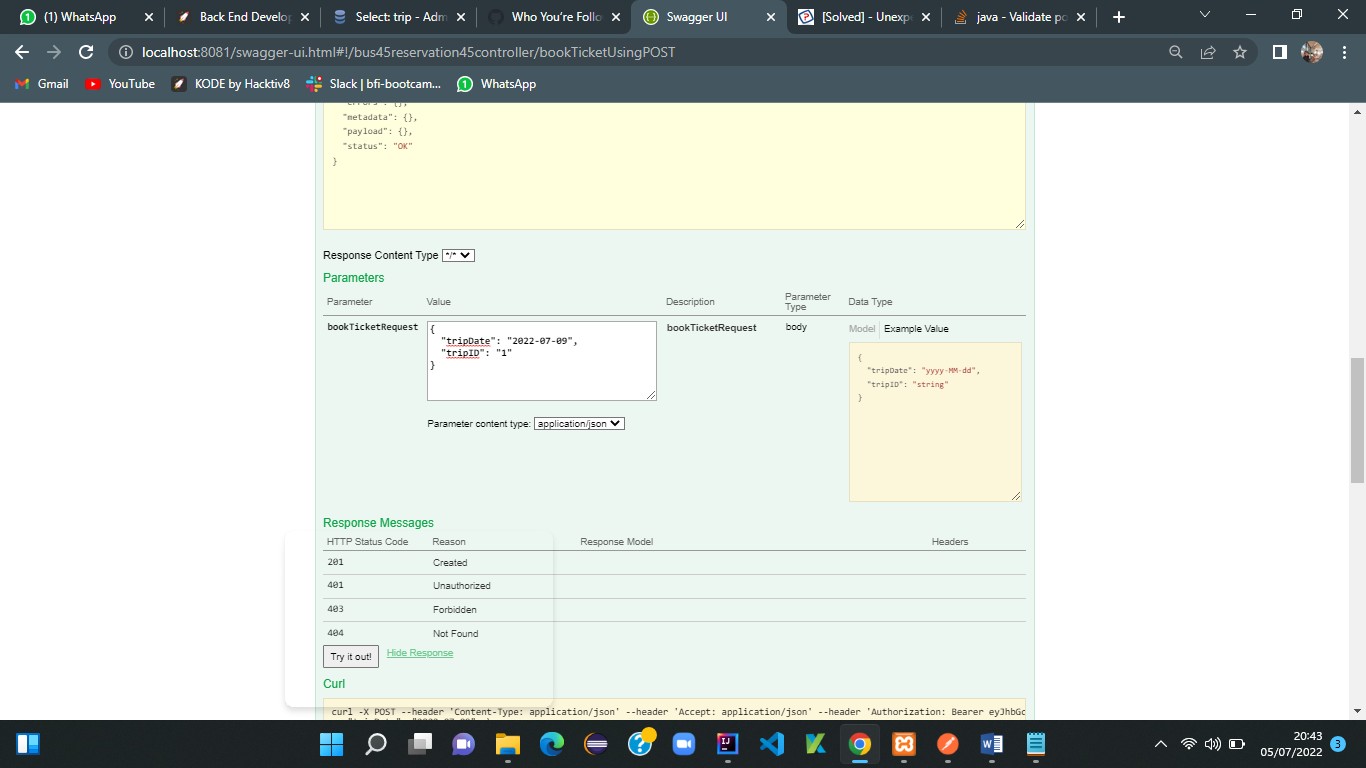 (1) WhatsApp
Back End Develop
Select: trip - Adm
Who You're Follo
Swagger UI
[Solved] - Unexpe
java - Validate po
localhost:8081/swagger-ui.html#!/bus45reservation45controller/bookTicketUsingPOST
Gmail
YouTube
KODE by Hacktiv8
Slack | bfi-bootcam...
WhatsApp
"errors": {},
"metadata": {},
"payload": {},
"status": "OK"
}
Response Content Type */*
Parameters
Parameter Value Description Parameter Type Data Type
bookTicketRequest
{
"tripDate": "2022-07-09",
"tripID": "1"
}
Parameter content type: application/json
bookTicketRequest
body
Model Example Value
{
"tripDate": "yyyy-MM-dd",
"tripID": "string"
}
Response Messages
HTTP Status Code Reason Response Model Headers
201 Created
401 Unauthorized
403 Forbidden
404 Not Found
Try it out! Hide Response
Curl
curl -X POST --header 'Content-Type: application/json' --header 'Accept: application/json' --header 'Authorization: Bearer eyJhbGc
20:43
05/07/2022
3